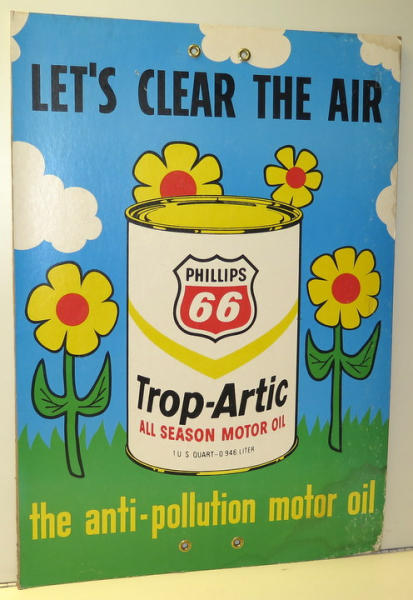 LET'S CLEAR THE AIR
PHILLIPS
66
Trop-Artic
ALL SEASON MOTOR OIL
1 U S QUART-0 946 LITER
the anti-pollution motor oil